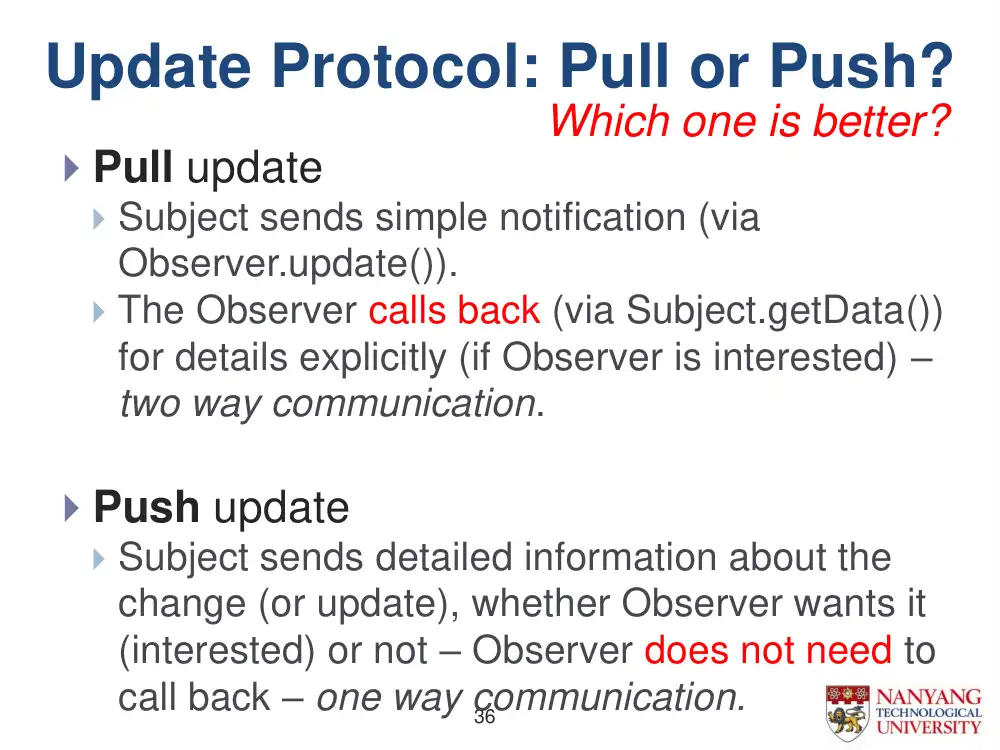 Update Protocol: Pull or Push?
Which one is better?
Pull update
Subject sends simple notification (via
Observer.update()).
The Observer calls back (via Subject.getData())
for details explicitly (if Observer is interested) –
two way communication.
Push update
Subject sends detailed information about the
change (or update), whether Observer wants it
(interested) or not – Observer does not need to
call back – one way communication.
36
NANYANG
TECHNOLOGICAL
UNIVERSITY